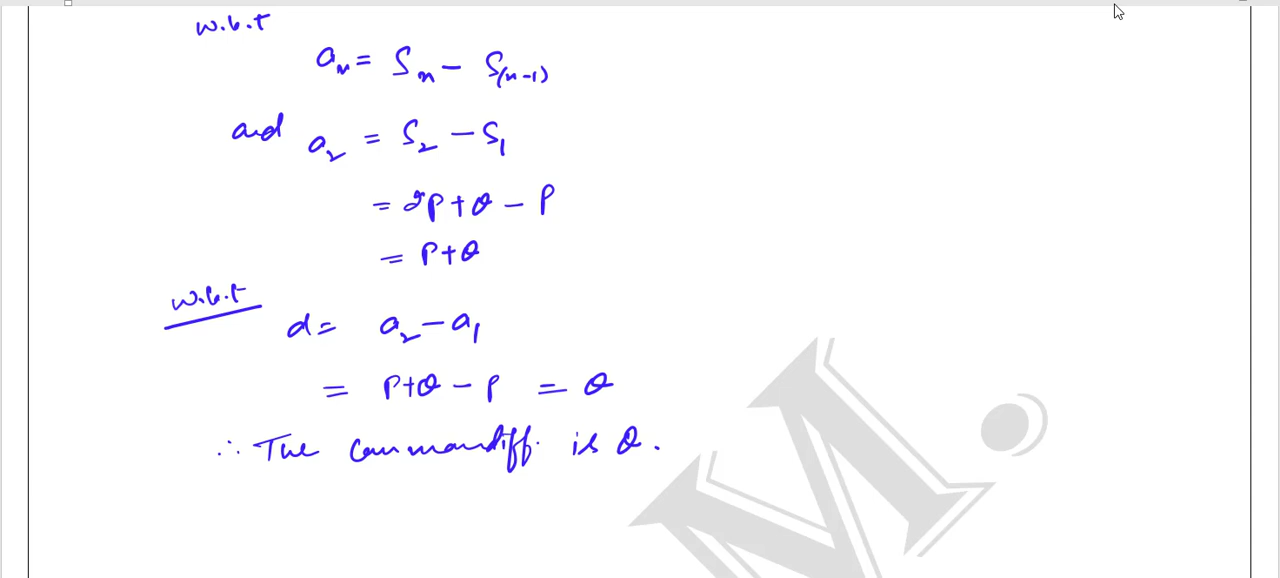 w.k.t
aₙ = Sₙ - S₍ₙ₋₁₎
and a₂ = S₂ - S₁
= 2P + Q - P
= P + Q
w.k.t
d = a₂ - a₁
= P + Q - P = Q
∴ The common diff. is Q.
M.